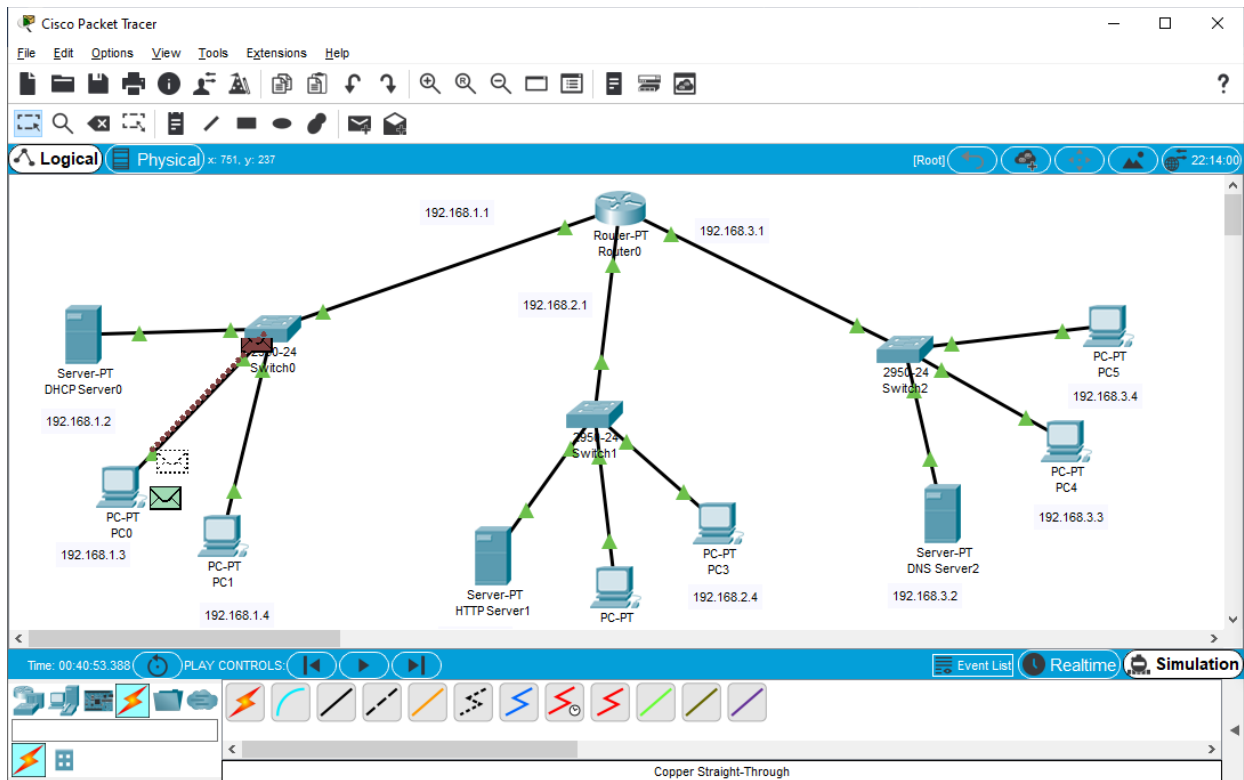 Cisco Packet Tracer
File Edit Options View Tools Extensions Help
?
Logical Physical x: 751, y: 237 [Root] 22:14:00
192.168.1.1
Router-PT
Router0
192.168.3.1
192.168.2.1
Server-PT
DHCP Server0
192.168.1.2
2950-24
Switch0
PC-PT
PC0
192.168.1.3
PC-PT
PC1
192.168.1.4
2950-24
Switch1
Server-PT
HTTP Server1
PC-PT
PC-PT
PC3
192.168.2.4
2950-24
Switch2
PC-PT
PC5
192.168.3.4
PC-PT
PC4
192.168.3.3
Server-PT
DNS Server2
192.168.3.2
Time: 00:40:53.388 PLAY CONTROLS: Event List Realtime Simulation
Copper Straight-Through